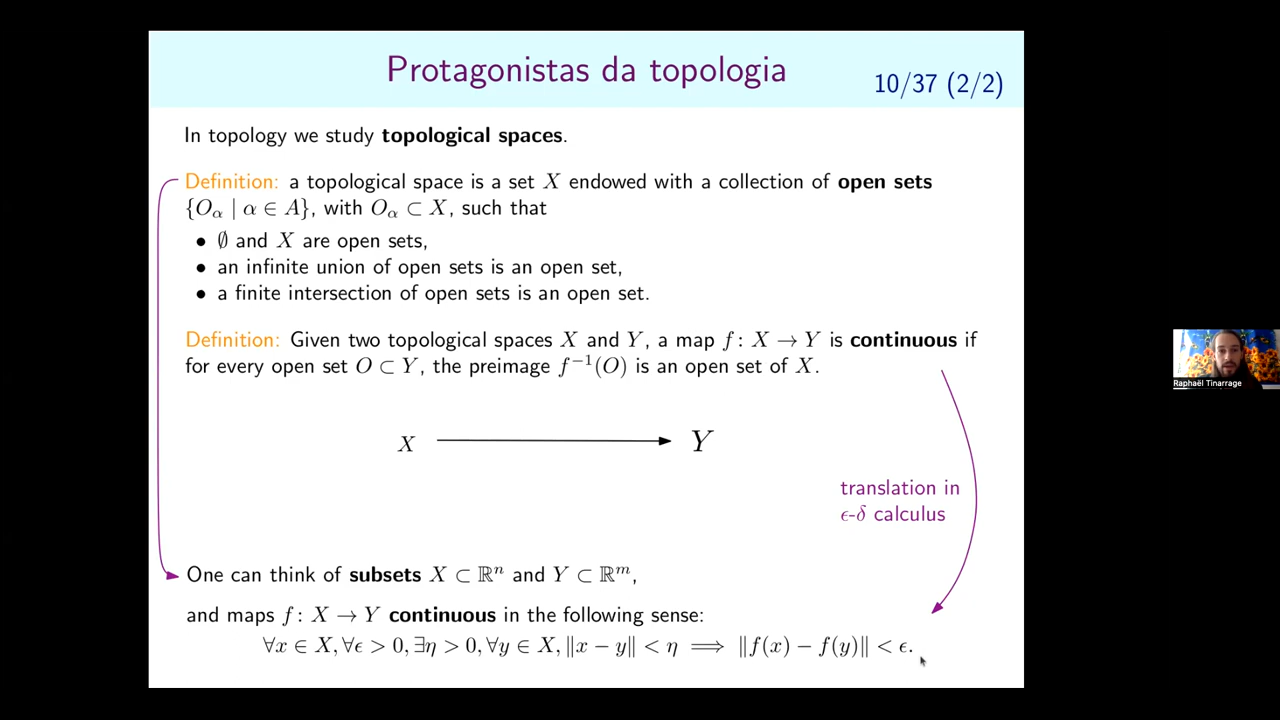 Protagonistas da topologia
10/37 (2/2)
In topology we study topological spaces.
Definition: a topological space is a set X endowed with a collection of open sets
{O_α | α ∈ A}, with O_α ⊂ X, such that
• ∅ and X are open sets,
• an infinite union of open sets is an open set,
• a finite intersection of open sets is an open set.
Definition: Given two topological spaces X and Y, a map f: X → Y is continuous if
for every open set O ⊂ Y, the preimage f⁻¹(O) is an open set of X.
X → Y
translation in
ϵ-δ calculus
One can think of subsets X ⊂ ℝⁿ and Y ⊂ ℝᵐ,
and maps f: X → Y continuous in the following sense:
∀x ∈ X, ∀ϵ > 0, ∃η > 0, ∀y ∈ X, ‖x − y‖ < η ⟹ ‖f(x) − f(y)‖ < ϵ.
Raphaël Tinarrage